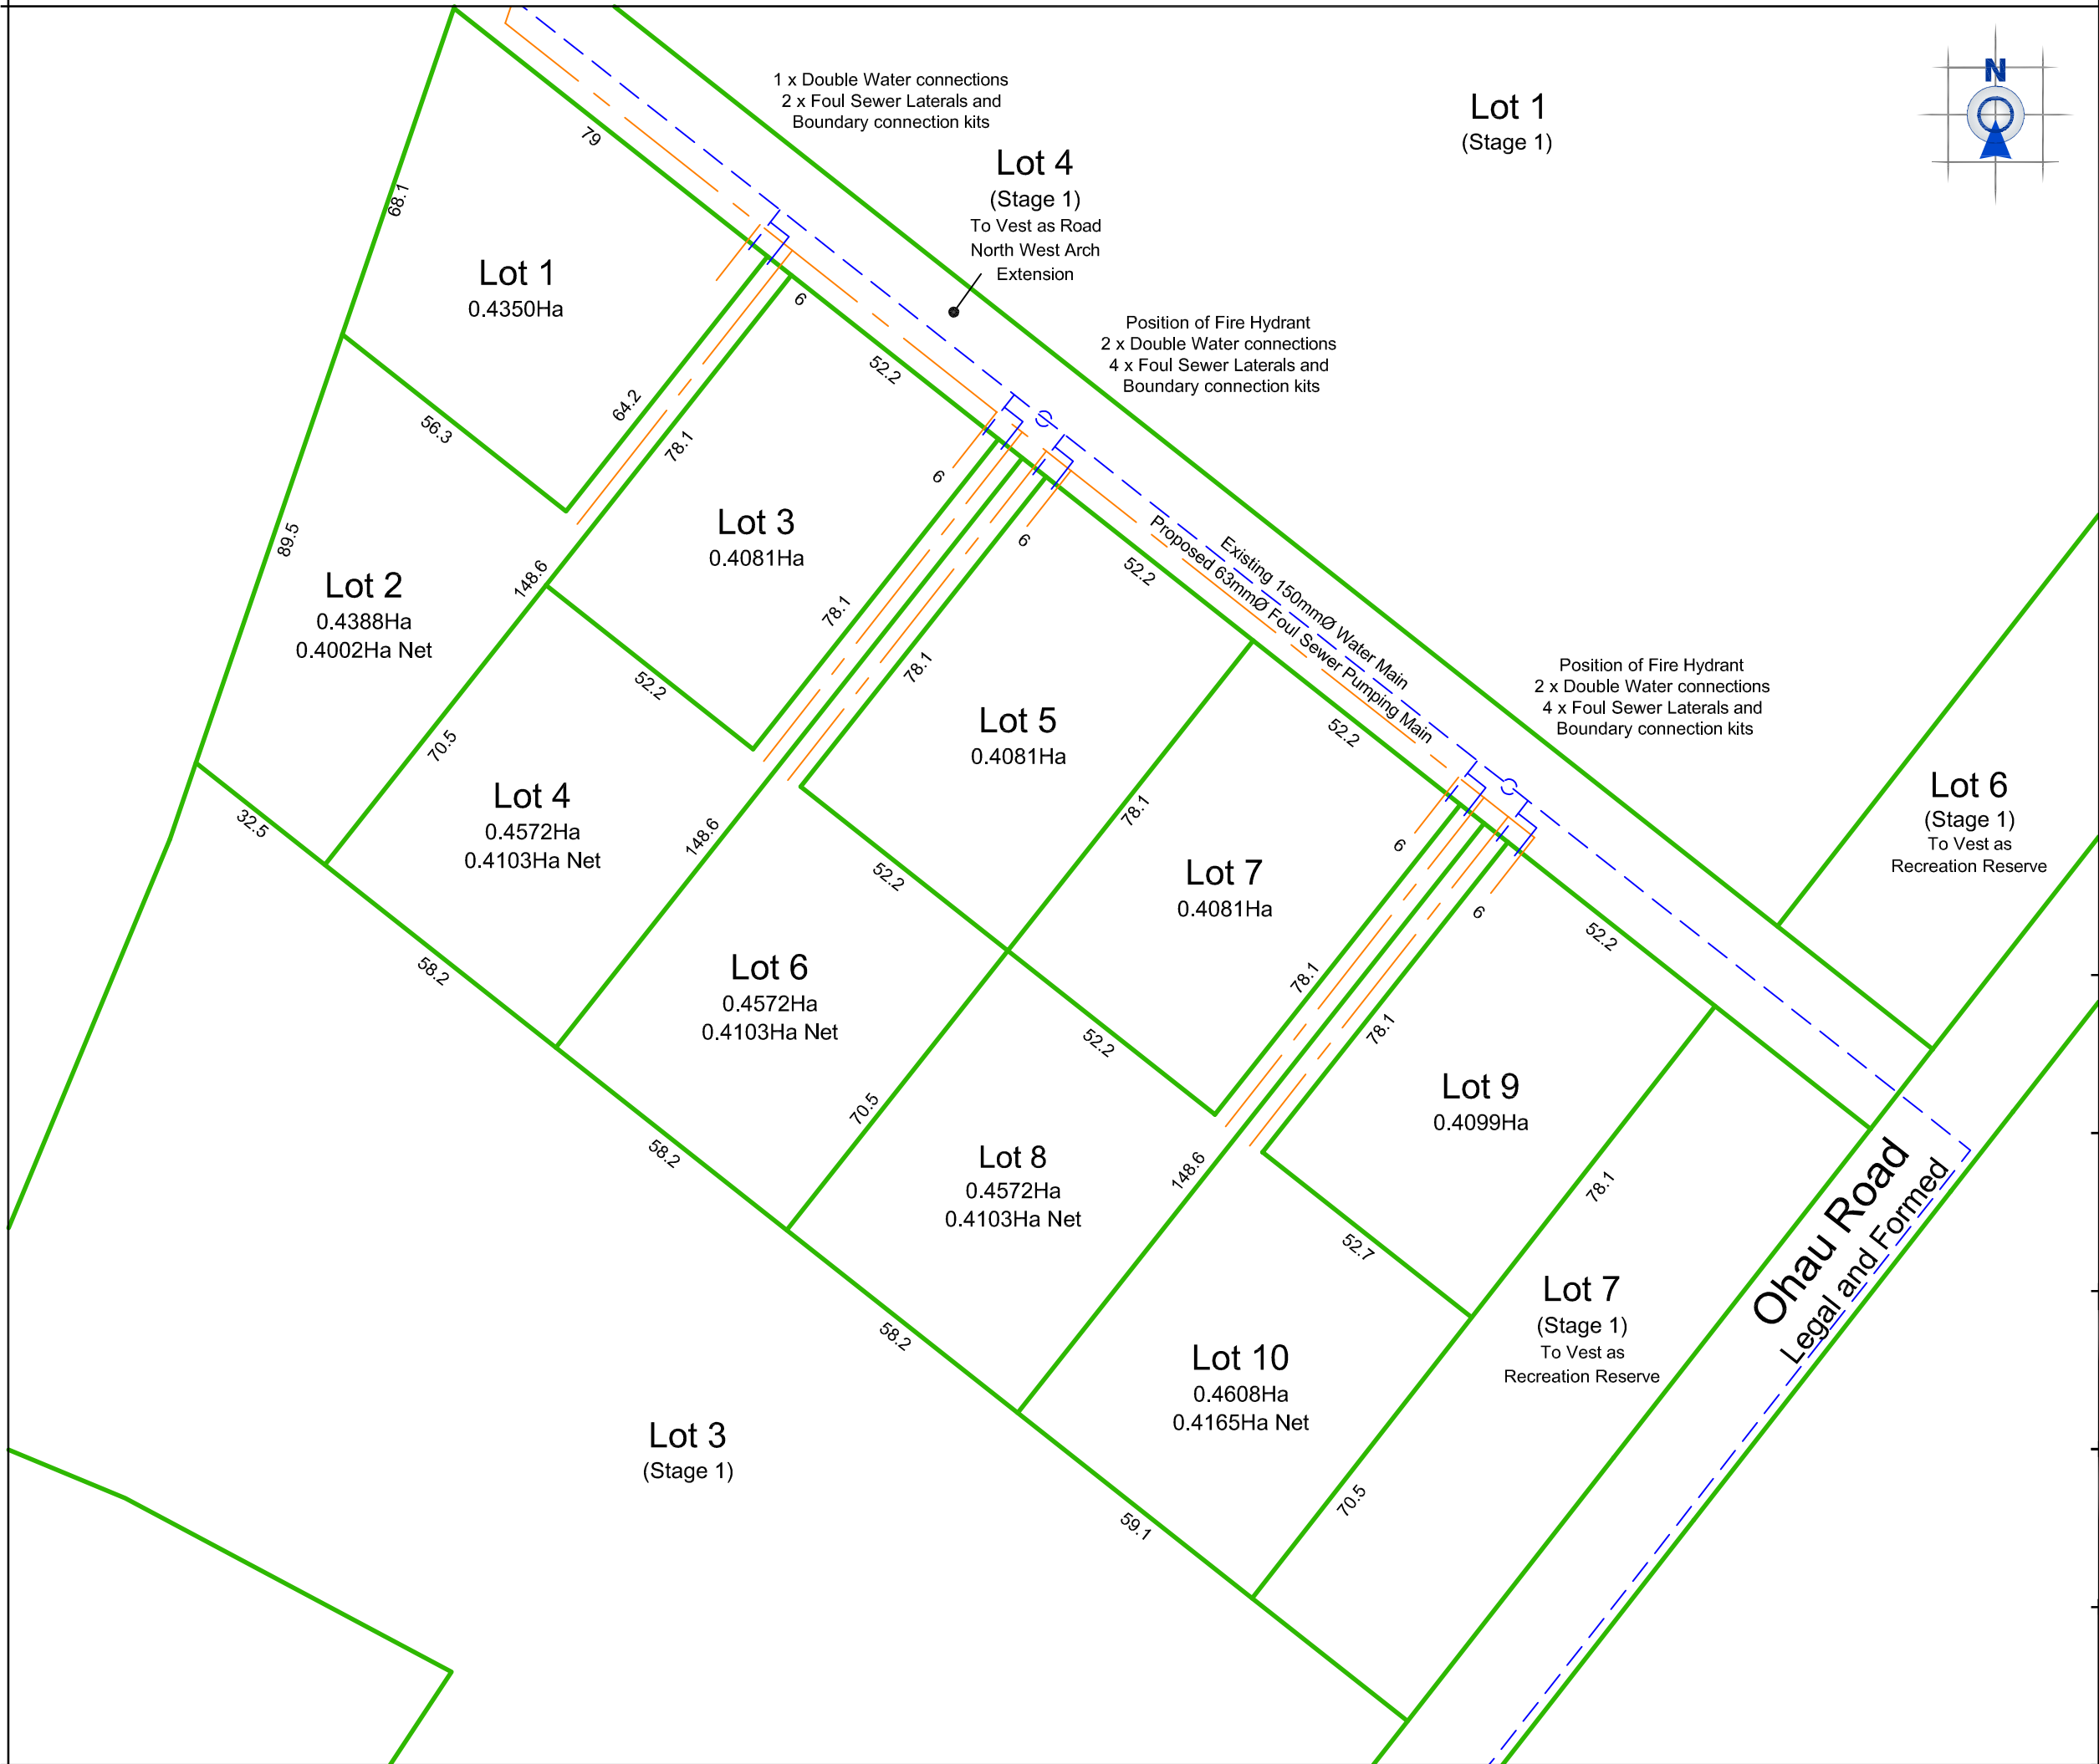 N
1 x Double Water connections
2 x Foul Sewer Laterals and
Boundary connection kits
Lot 1
(Stage 1)
Lot 4
(Stage 1)
To Vest as Road
North West Arch
Extension
79
68.1
Lot 1
0.4350Ha
6
52.2
64.2
56.3
78.1
Position of Fire Hydrant
2 x Double Water connections
4 x Foul Sewer Laterals and
Boundary connection kits
6
6
Lot 3
0.4081Ha
89.5
148.6
52.2
Existing 150mmØ Water Main
Proposed 63mmØ Foul Sewer Pumping Main
Lot 2
0.4388Ha
0.4002Ha Net
78.1
78.1
52.2
70.5
Lot 5
0.4081Ha
52.2
Position of Fire Hydrant
2 x Double Water connections
4 x Foul Sewer Laterals and
Boundary connection kits
Lot 6
(Stage 1)
To Vest as
Recreation Reserve
32.5
Lot 4
0.4572Ha
0.4103Ha Net
148.6
52.2
78.1
Lot 7
0.4081Ha
6
6
52.2
58.2
Lot 6
0.4572Ha
0.4103Ha Net
78.1
52.2
78.1
70.5
Lot 9
0.4099Ha
58.2
Lot 8
0.4572Ha
0.4103Ha Net
148.6
78.1
52.7
Ohau Road
Legal and Formed
Lot 7
(Stage 1)
To Vest as
Recreation Reserve
58.2
Lot 10
0.4608Ha
0.4165Ha Net
Lot 3
(Stage 1)
70.5
59.1